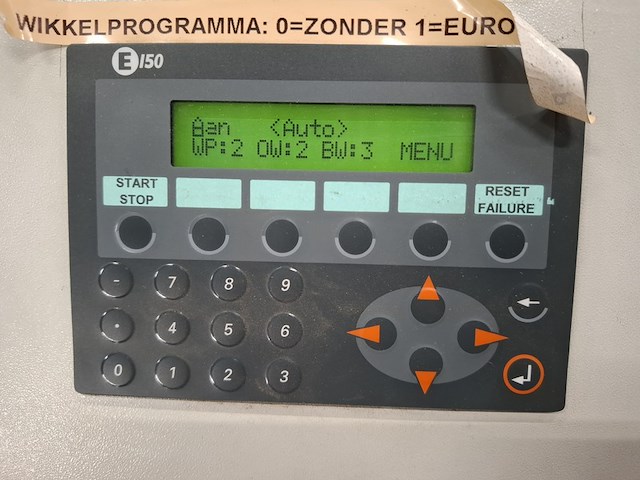 WIKKELPROGRAMMA: 0=ZONDER 1=EURO
E150
Aan <Auto>
WP:2 OW:2 BW:3 MENU
START
STOP
RESET
FAILURE
- 7 8 9
• 4 5 6
0 1 2 3